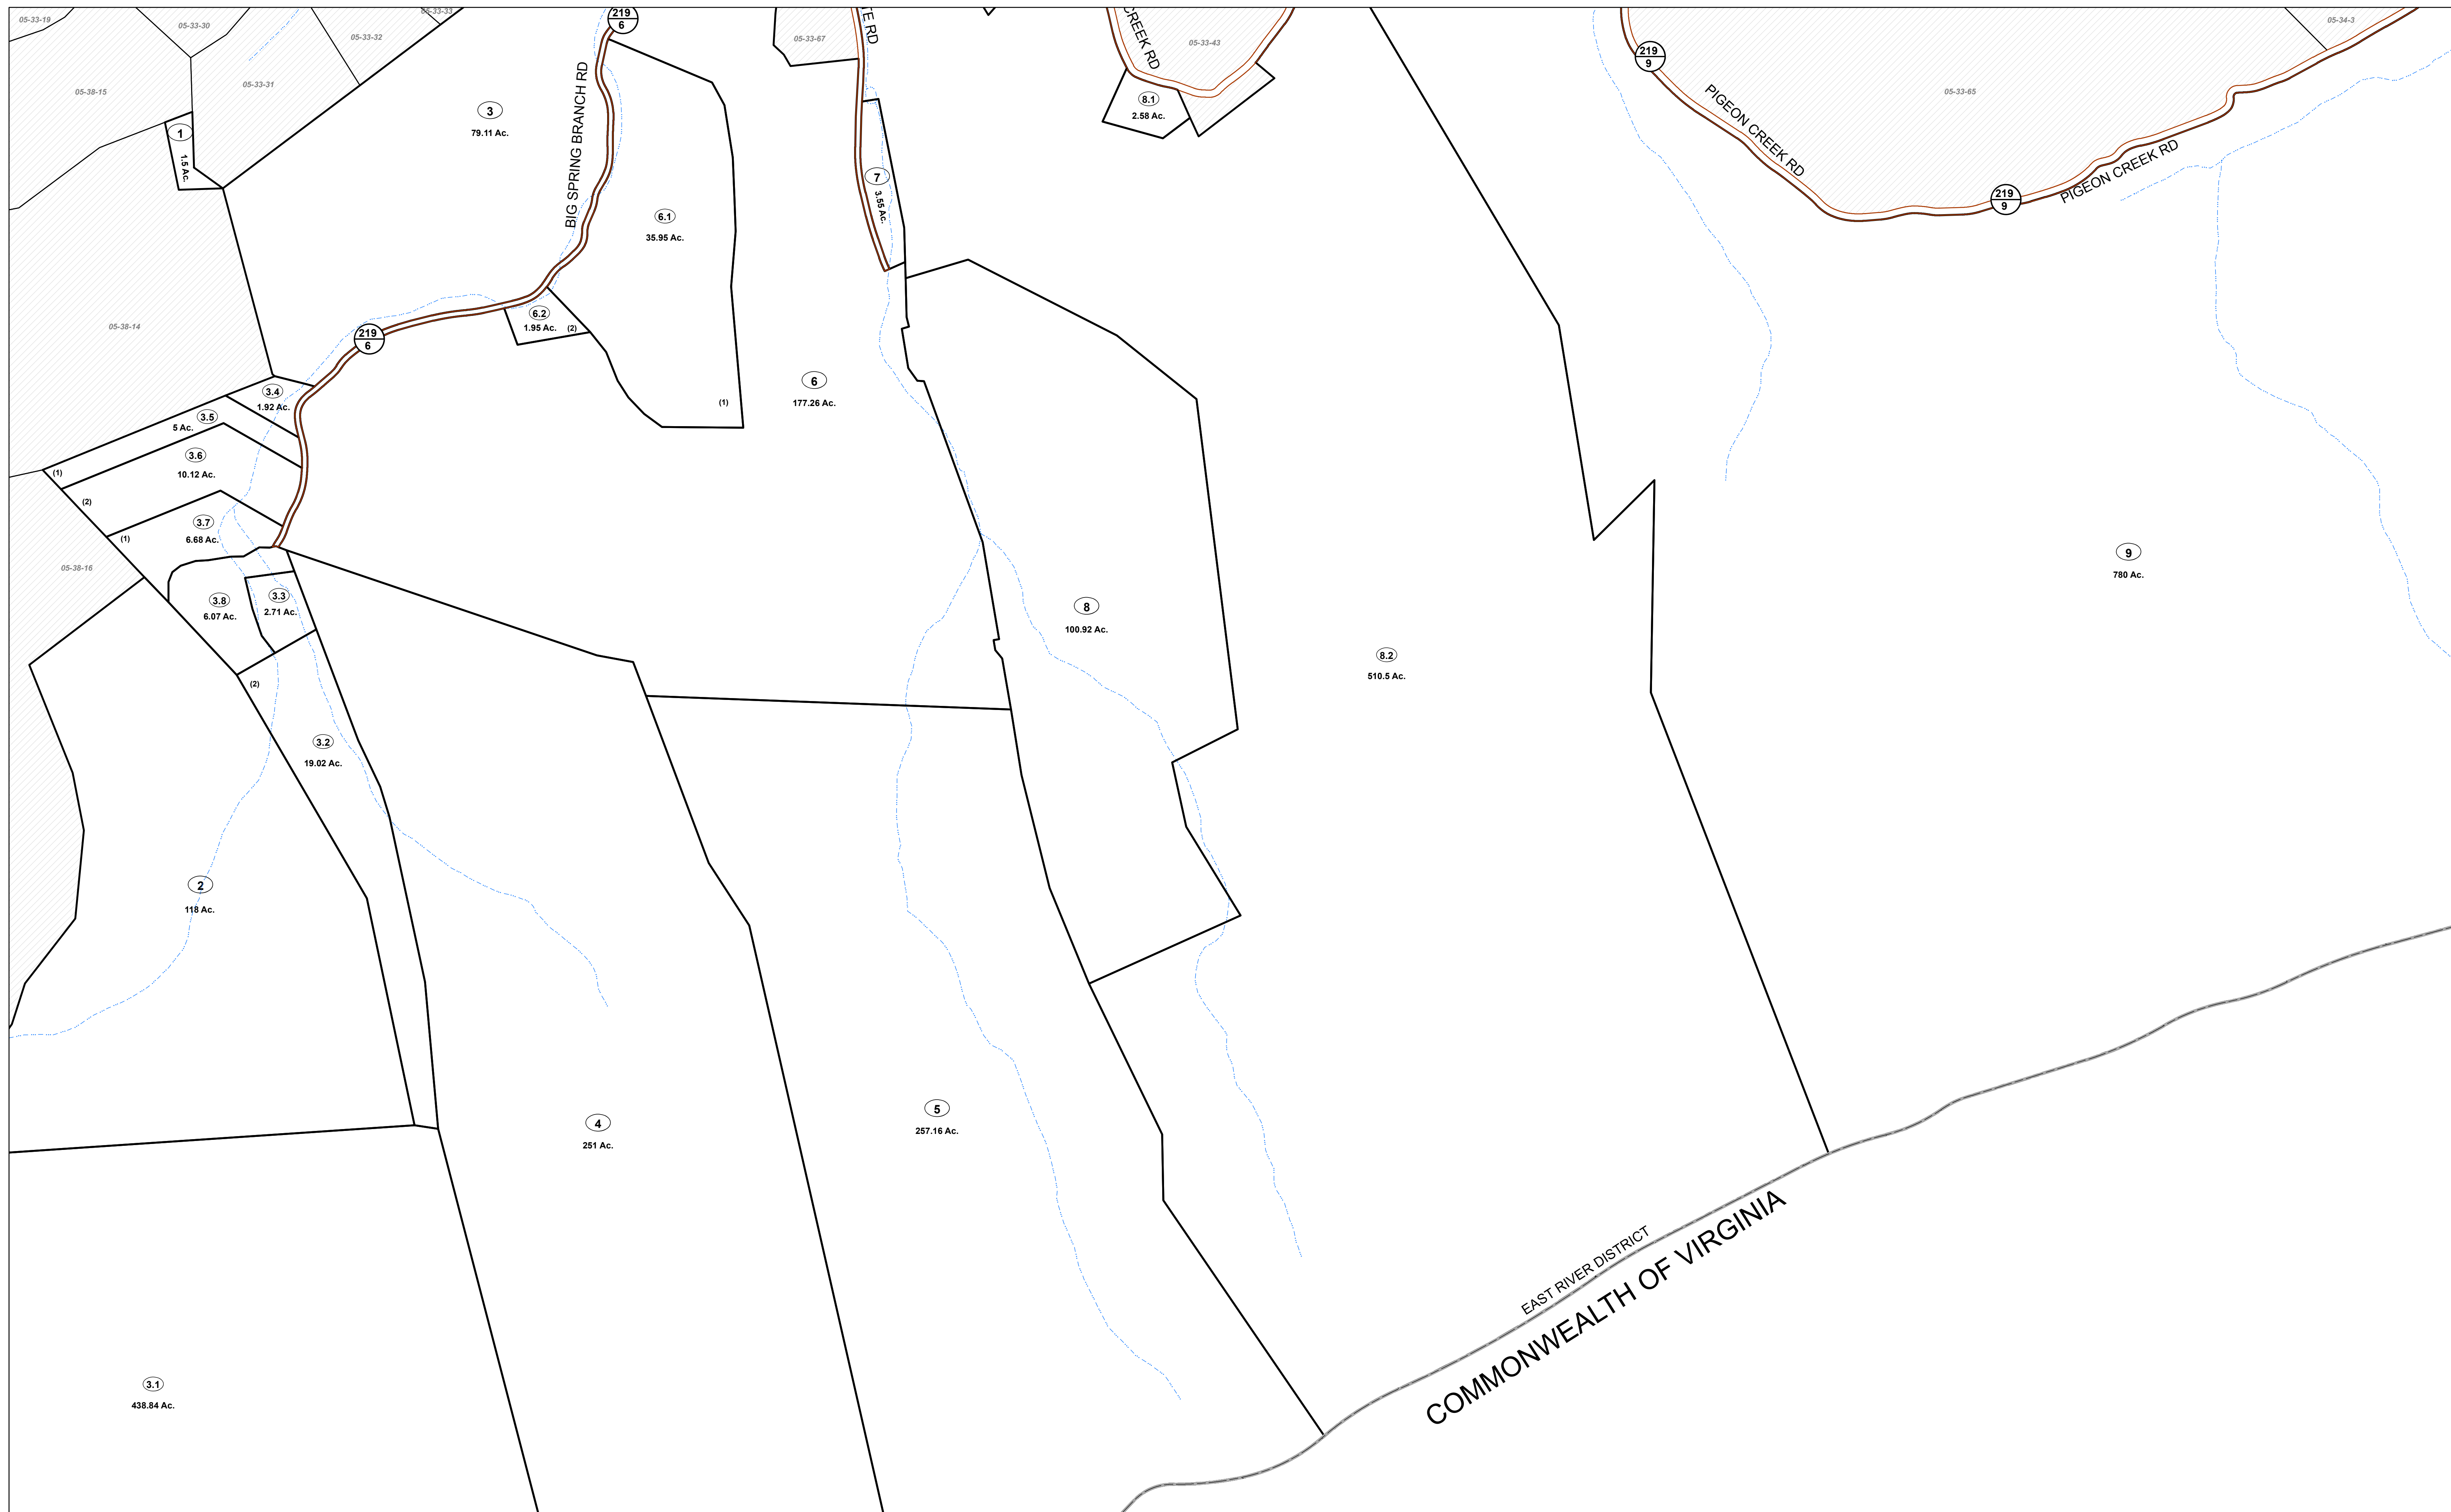 05-33-19
05-33-30
05-33-33
05-33-32
219
6
TE RD
CREEK RD
05-34-3
05-33-67
05-33-43
219
9
05-38-15
05-33-31
05-33-65
3
79.11 Ac.
8.1
2.58 Ac.
1
1.5 Ac.
BIG SPRING BRANCH RD
PIGEON CREEK RD
7
3.55 Ac.
PIGEON CREEK RD
219
9
6.1
35.95 Ac.
6.2
1.95 Ac.
(2)
05-38-14
219
6
3.4
1.92 Ac.
6
177.26 Ac.
(1)
3.5
5 Ac.
3.6
10.12 Ac.
(1)
(2)
3.7
6.68 Ac.
(1)
9
780 Ac.
05-38-16
3.8
6.07 Ac.
3.3
2.71 Ac.
8
100.92 Ac.
8.2
510.5 Ac.
(2)
3.2
19.02 Ac.
2
118 Ac.
4
251 Ac.
5
257.16 Ac.
EAST RIVER DISTRICT
COMMONWEALTH OF VIRGINIA
3.1
438.84 Ac.